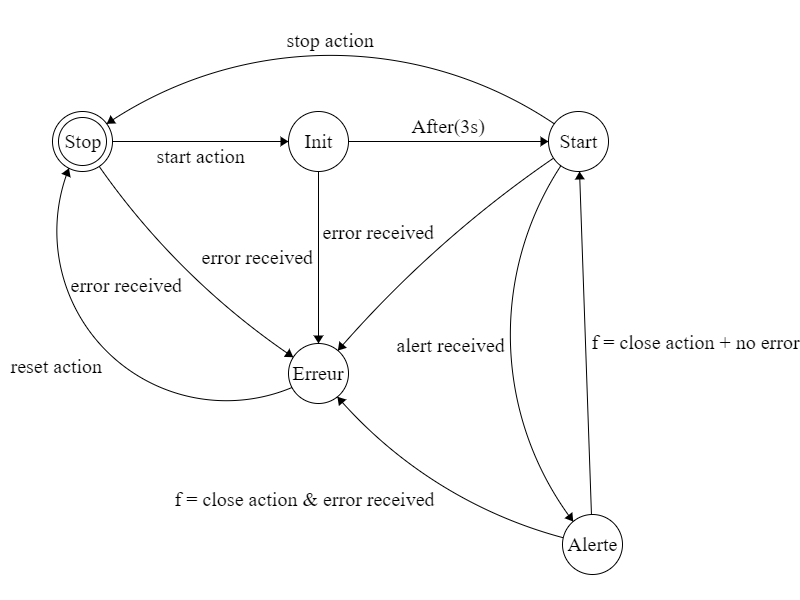 stop action
After(3s)
Stop
Init
Start
start action
error received
error received
error received
f = close action + no error
alert received
reset action
Erreur
f = close action & error received
Alerte